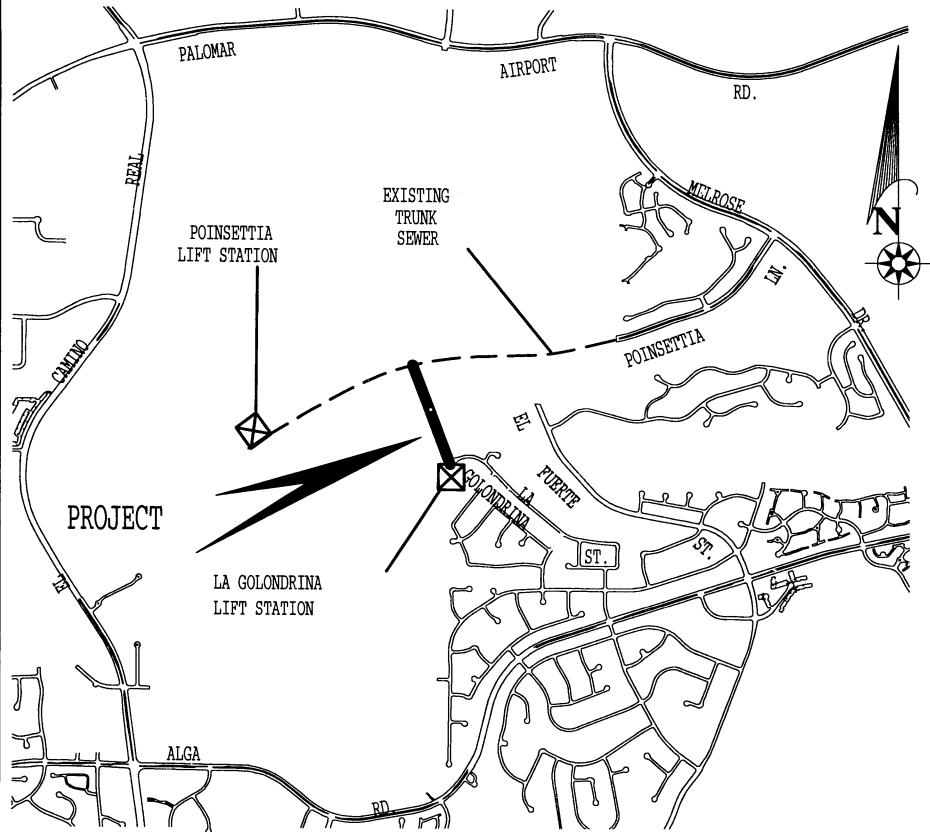 PALOMAR
AIRPORT
RD.
REAL
MELROSE
EXISTING
TRUNK
SEWER
POINSETTIA
LIFT STATION
N
LN.
DR
POINSETTIA
CAMINO
EL
FUERTE
LA
GOLONDRINA
PROJECT
ST.
ST.
LA GOLONDRINA
LIFT STATION
EL
ALGA
RD.